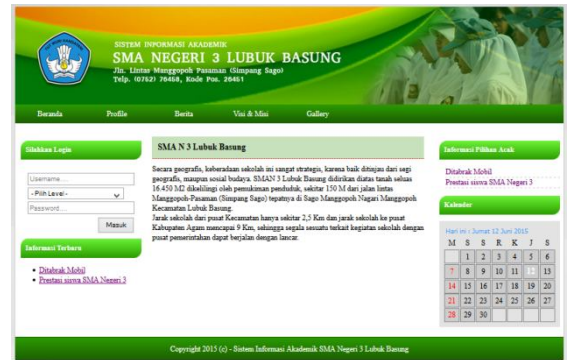 SISTEM INFORMASI AKADEMIK
SMA NEGERI 3 LUBUK BASUNG
Jln. Lintas Manggopoh Pasaman (Simpang Sago)
Telp. (0752) 76458, Kode Pos. 26451
Beranda Profile Berita Visi & Misi Gallery
Silahkan Login
Username....
- Pilih Level -
Password....
Masuk
Informasi Terbaru
Ditabrak Mobil
Prestasi siswa SMA Negeri 3
SMA N 3 Lubuk Basung
Secara geografis, keberadaan sekolah ini sangat strategis, karena baik ditinjau dari segi
geografis, maupun sosial budaya. SMAN 3 Lubuk Basung didirikan diatas tanah seluas
16.450 M2 dikelilingi oleh pemukiman penduduk, sekitar 150 M dari jalan lintas
Manggopoh-Pasaman (Simpang Sago) tepatnya di Sago Manggopoh Nagari Manggopoh
Kecamatan Lubuk Basung.
Jarak sekolah dari pusat Kecamatan hanya sekitar 2,5 Km dan jarak sekolah ke pusat
Kabupaten Agam mencapai 9 Km, sehingga segala sesuatu terkait kegiatan sekolah dengan
pusat pemerintahan dapat berjalan dengan lancar.
Informasi Pilihan Acak
Ditabrak Mobil
Prestasi siswa SMA Negeri 3
Kalender
Hari ini : Jumat 12 Juni 2015
M S S R K J S
1 2 3 4 5 6
7 8 9 10 11 12 13
14 15 16 17 18 19 20
21 22 23 24 25 26 27
28 29 30
Copyright 2015 (c) - Sistem Informasi Akademik SMA Negeri 3 Lubuk Basung